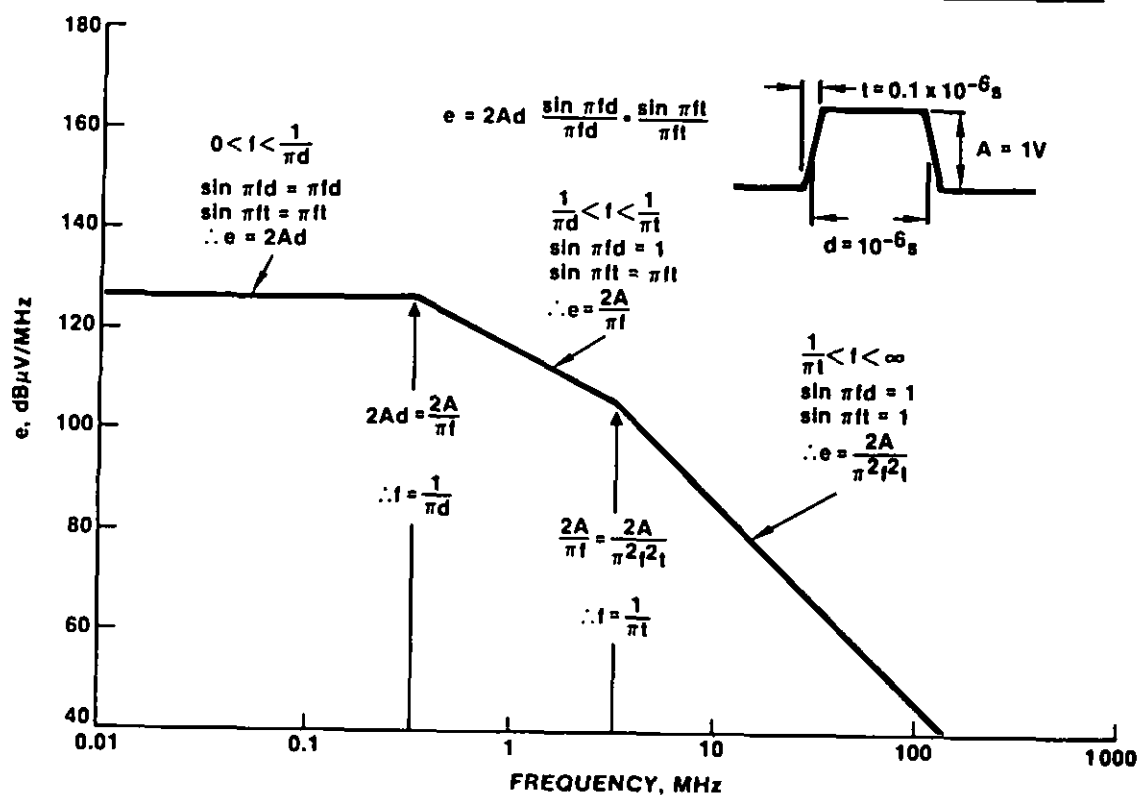 180
160
140
120
100
80
60
40
e, dBμV/MHz
0 < f < 1/πd
sin πfd = πfd
sin πft = πft
∴ e = 2Ad
e = 2Ad sin πfd/πfd • sin πft/πft
t = 0.1 x 10⁻⁶s
A = 1V
d = 10⁻⁶s
1/πd < f < 1/πt
sin πfd = 1
sin πft = πft
∴ e = 2A/πf
1/πt < f < ∞
sin πfd = 1
sin πft = 1
∴ e = 2A/π²f²t
2Ad = 2A/πf
∴ f = 1/πd
2A/πf = 2A/π²f²t
∴ f = 1/πt
0.01 0.1 1 10 100 1000
FREQUENCY, MHz